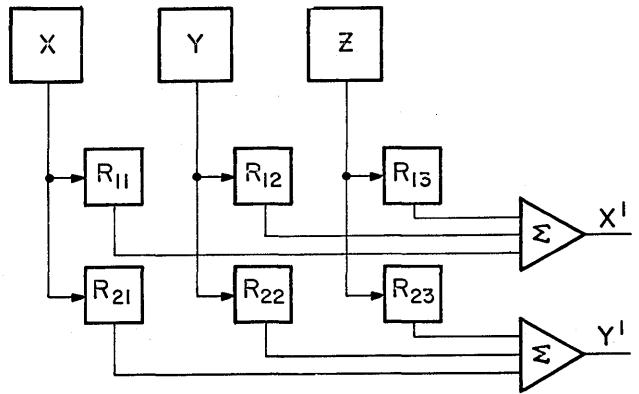 X Y Z
R11 R12 R13
Σ X'
R21 R22 R23
Σ Y'